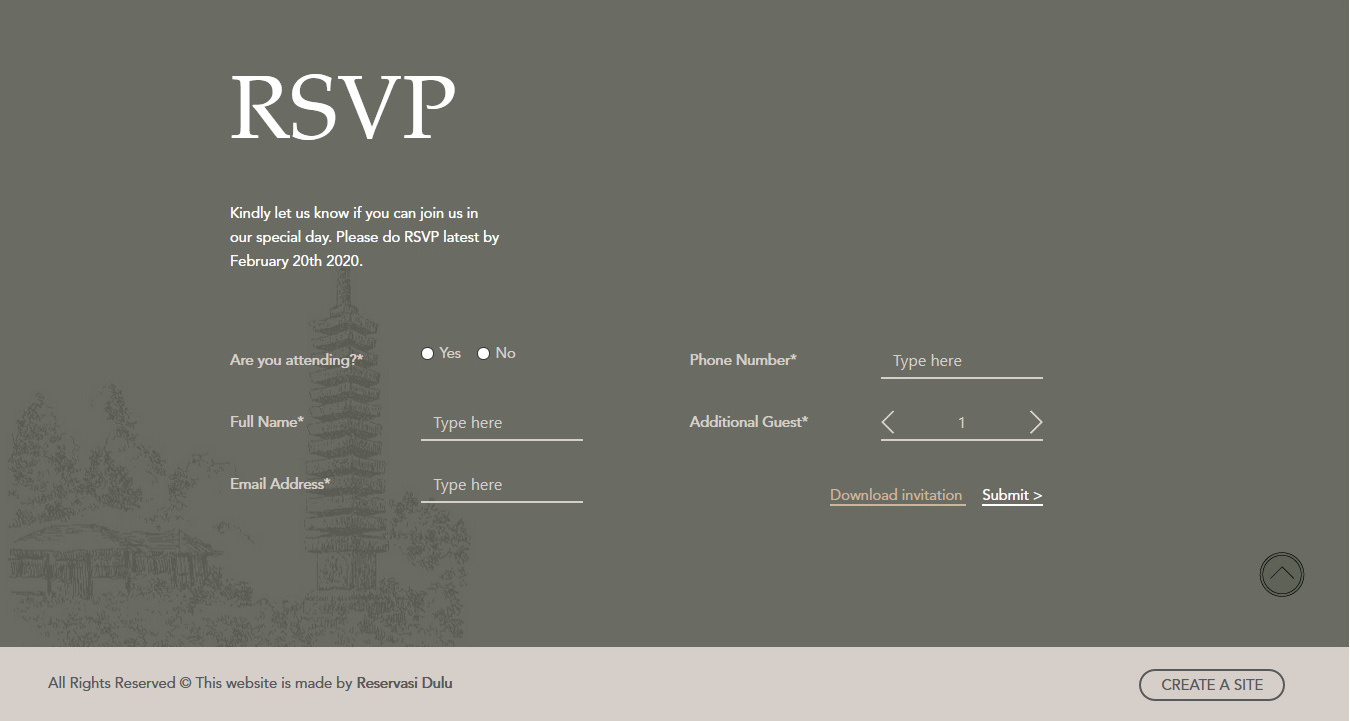 RSVP
Kindly let us know if you can join us in
our special day. Please do RSVP latest by
February 20th 2020.
Are you attending?*
Yes
No
Phone Number*
Type here
Full Name*
Type here
Additional Guest*
1
Email Address*
Type here
Download invitation
Submit >
All Rights Reserved © This website is made by Reservasi Dulu
CREATE A SITE